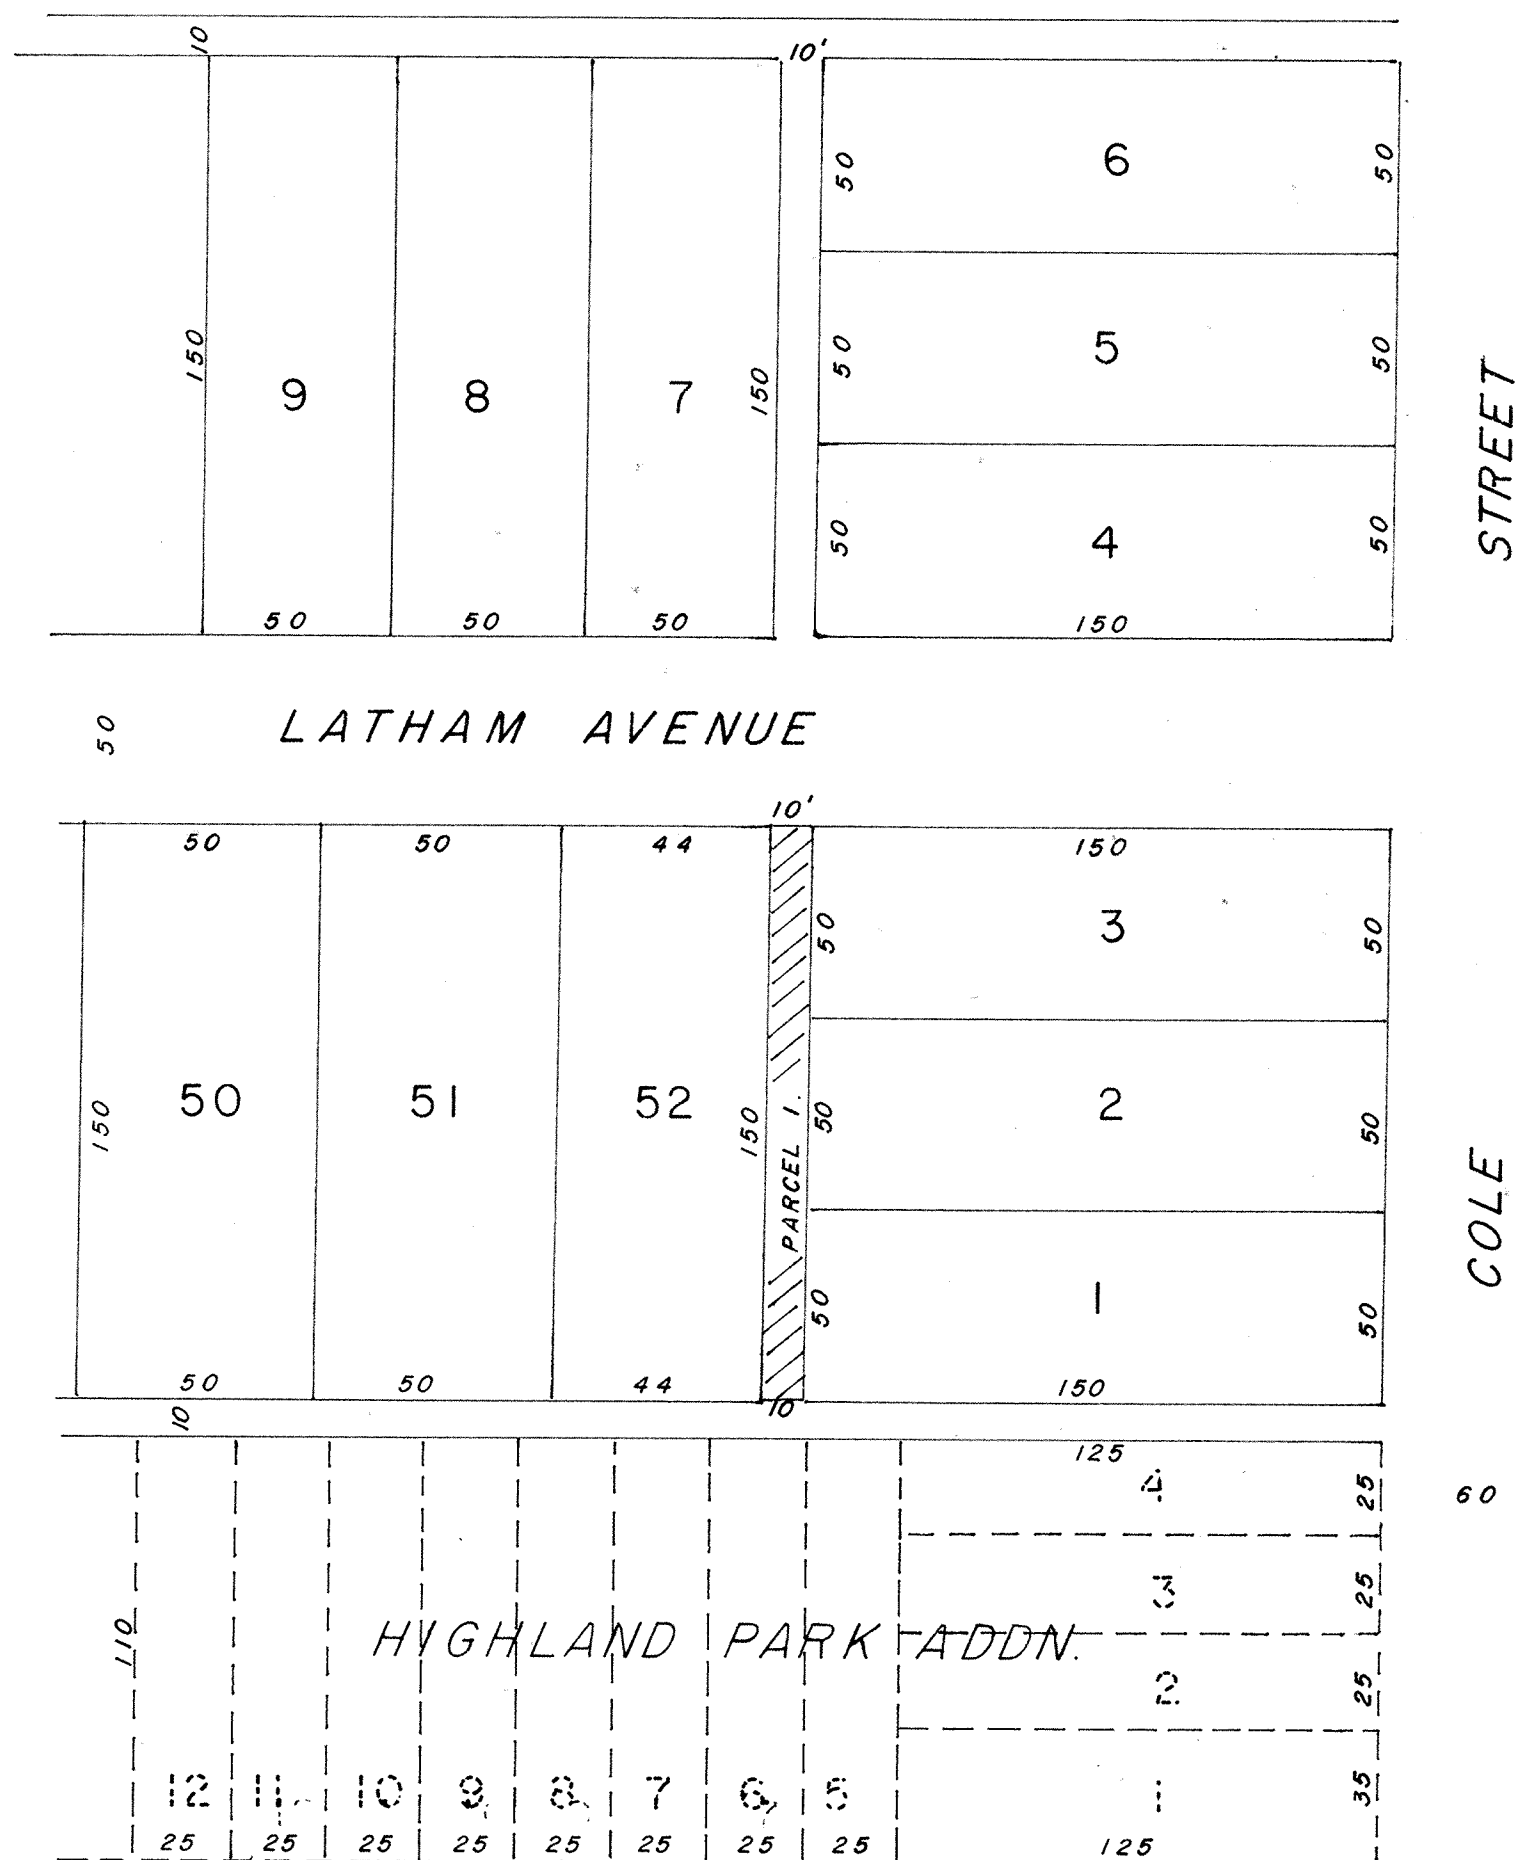 10
10'
50 6 50
50 5 50
STREET
150 9 8 7 150
50 4 50
50 50 50 150
50 LATHAM AVENUE
10'
50 50 44 150
50 3 50
150 50 51 52 150 PARCEL 1. 50 2 50
COLE
50 1 50
50 50 44 10 150
10
125
4 25 60
3 25
110 HIGHLAND PARK ADDN.
2 25
12 11 10 9 8 7 6 5 1 35
25 25 25 25 25 25 25 25 125